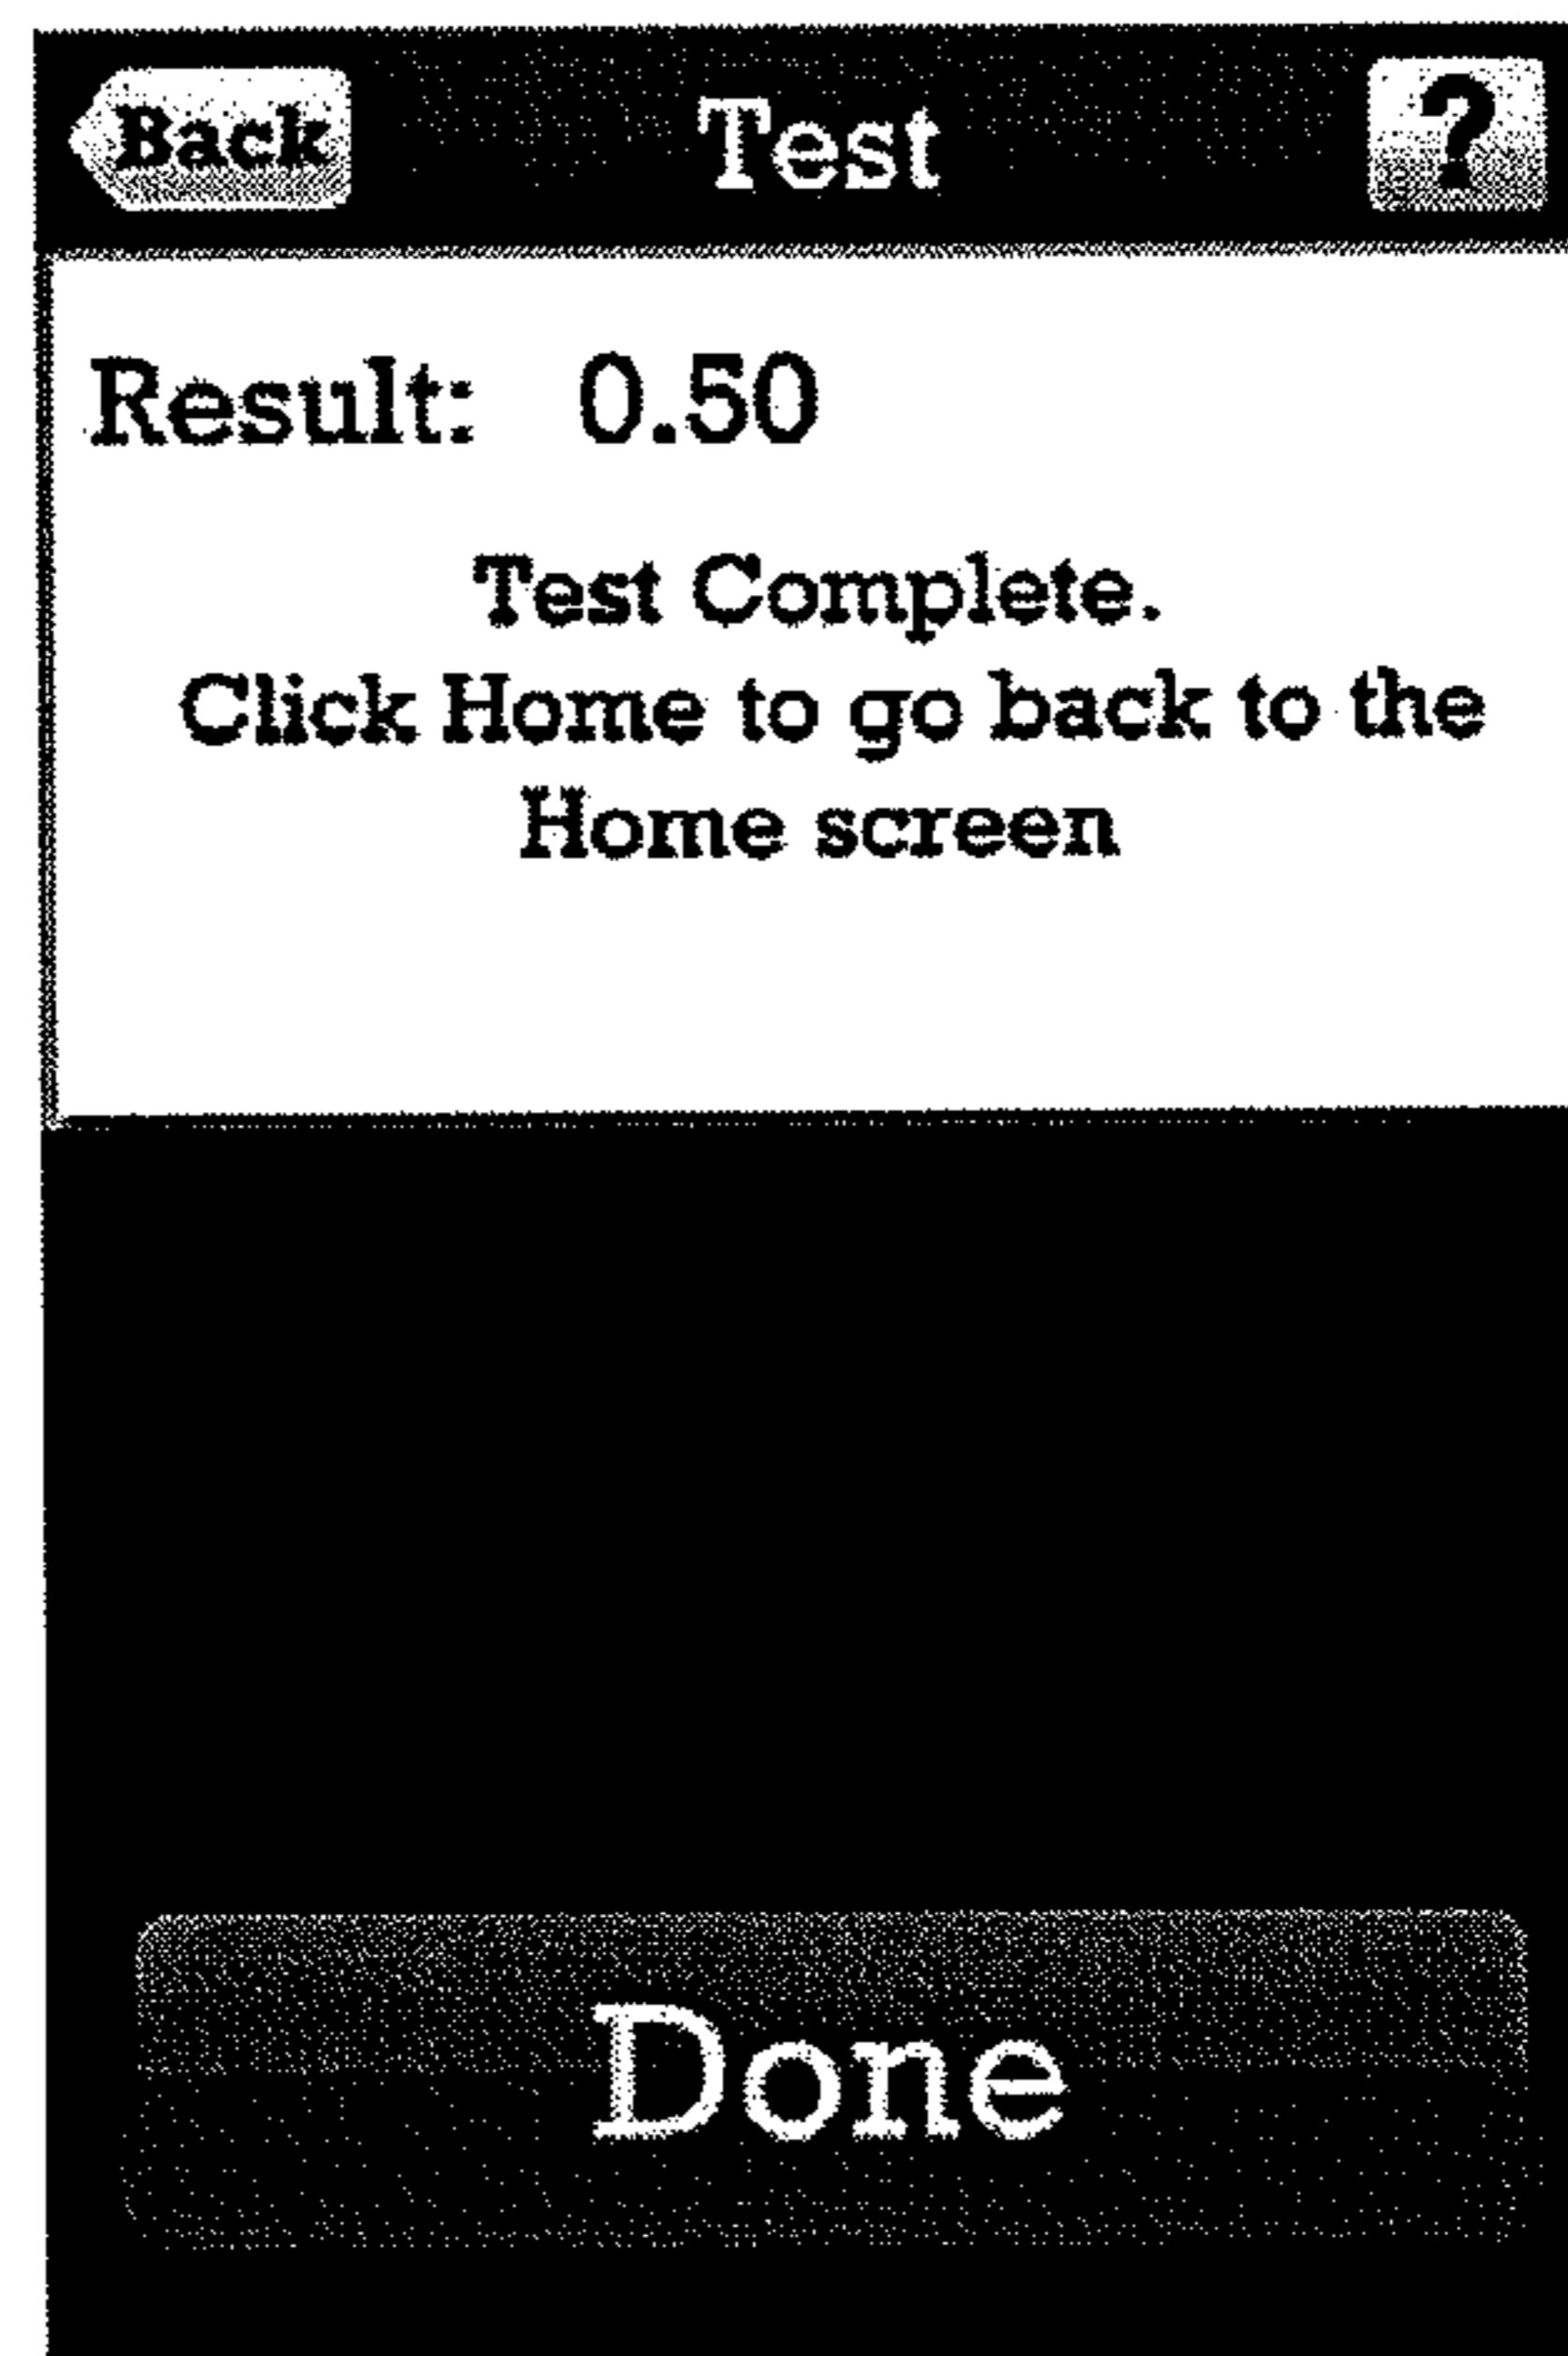 Back Test ?
Result: 0.50
Test Complete.
Click Home to go back to the
Home screen
Done